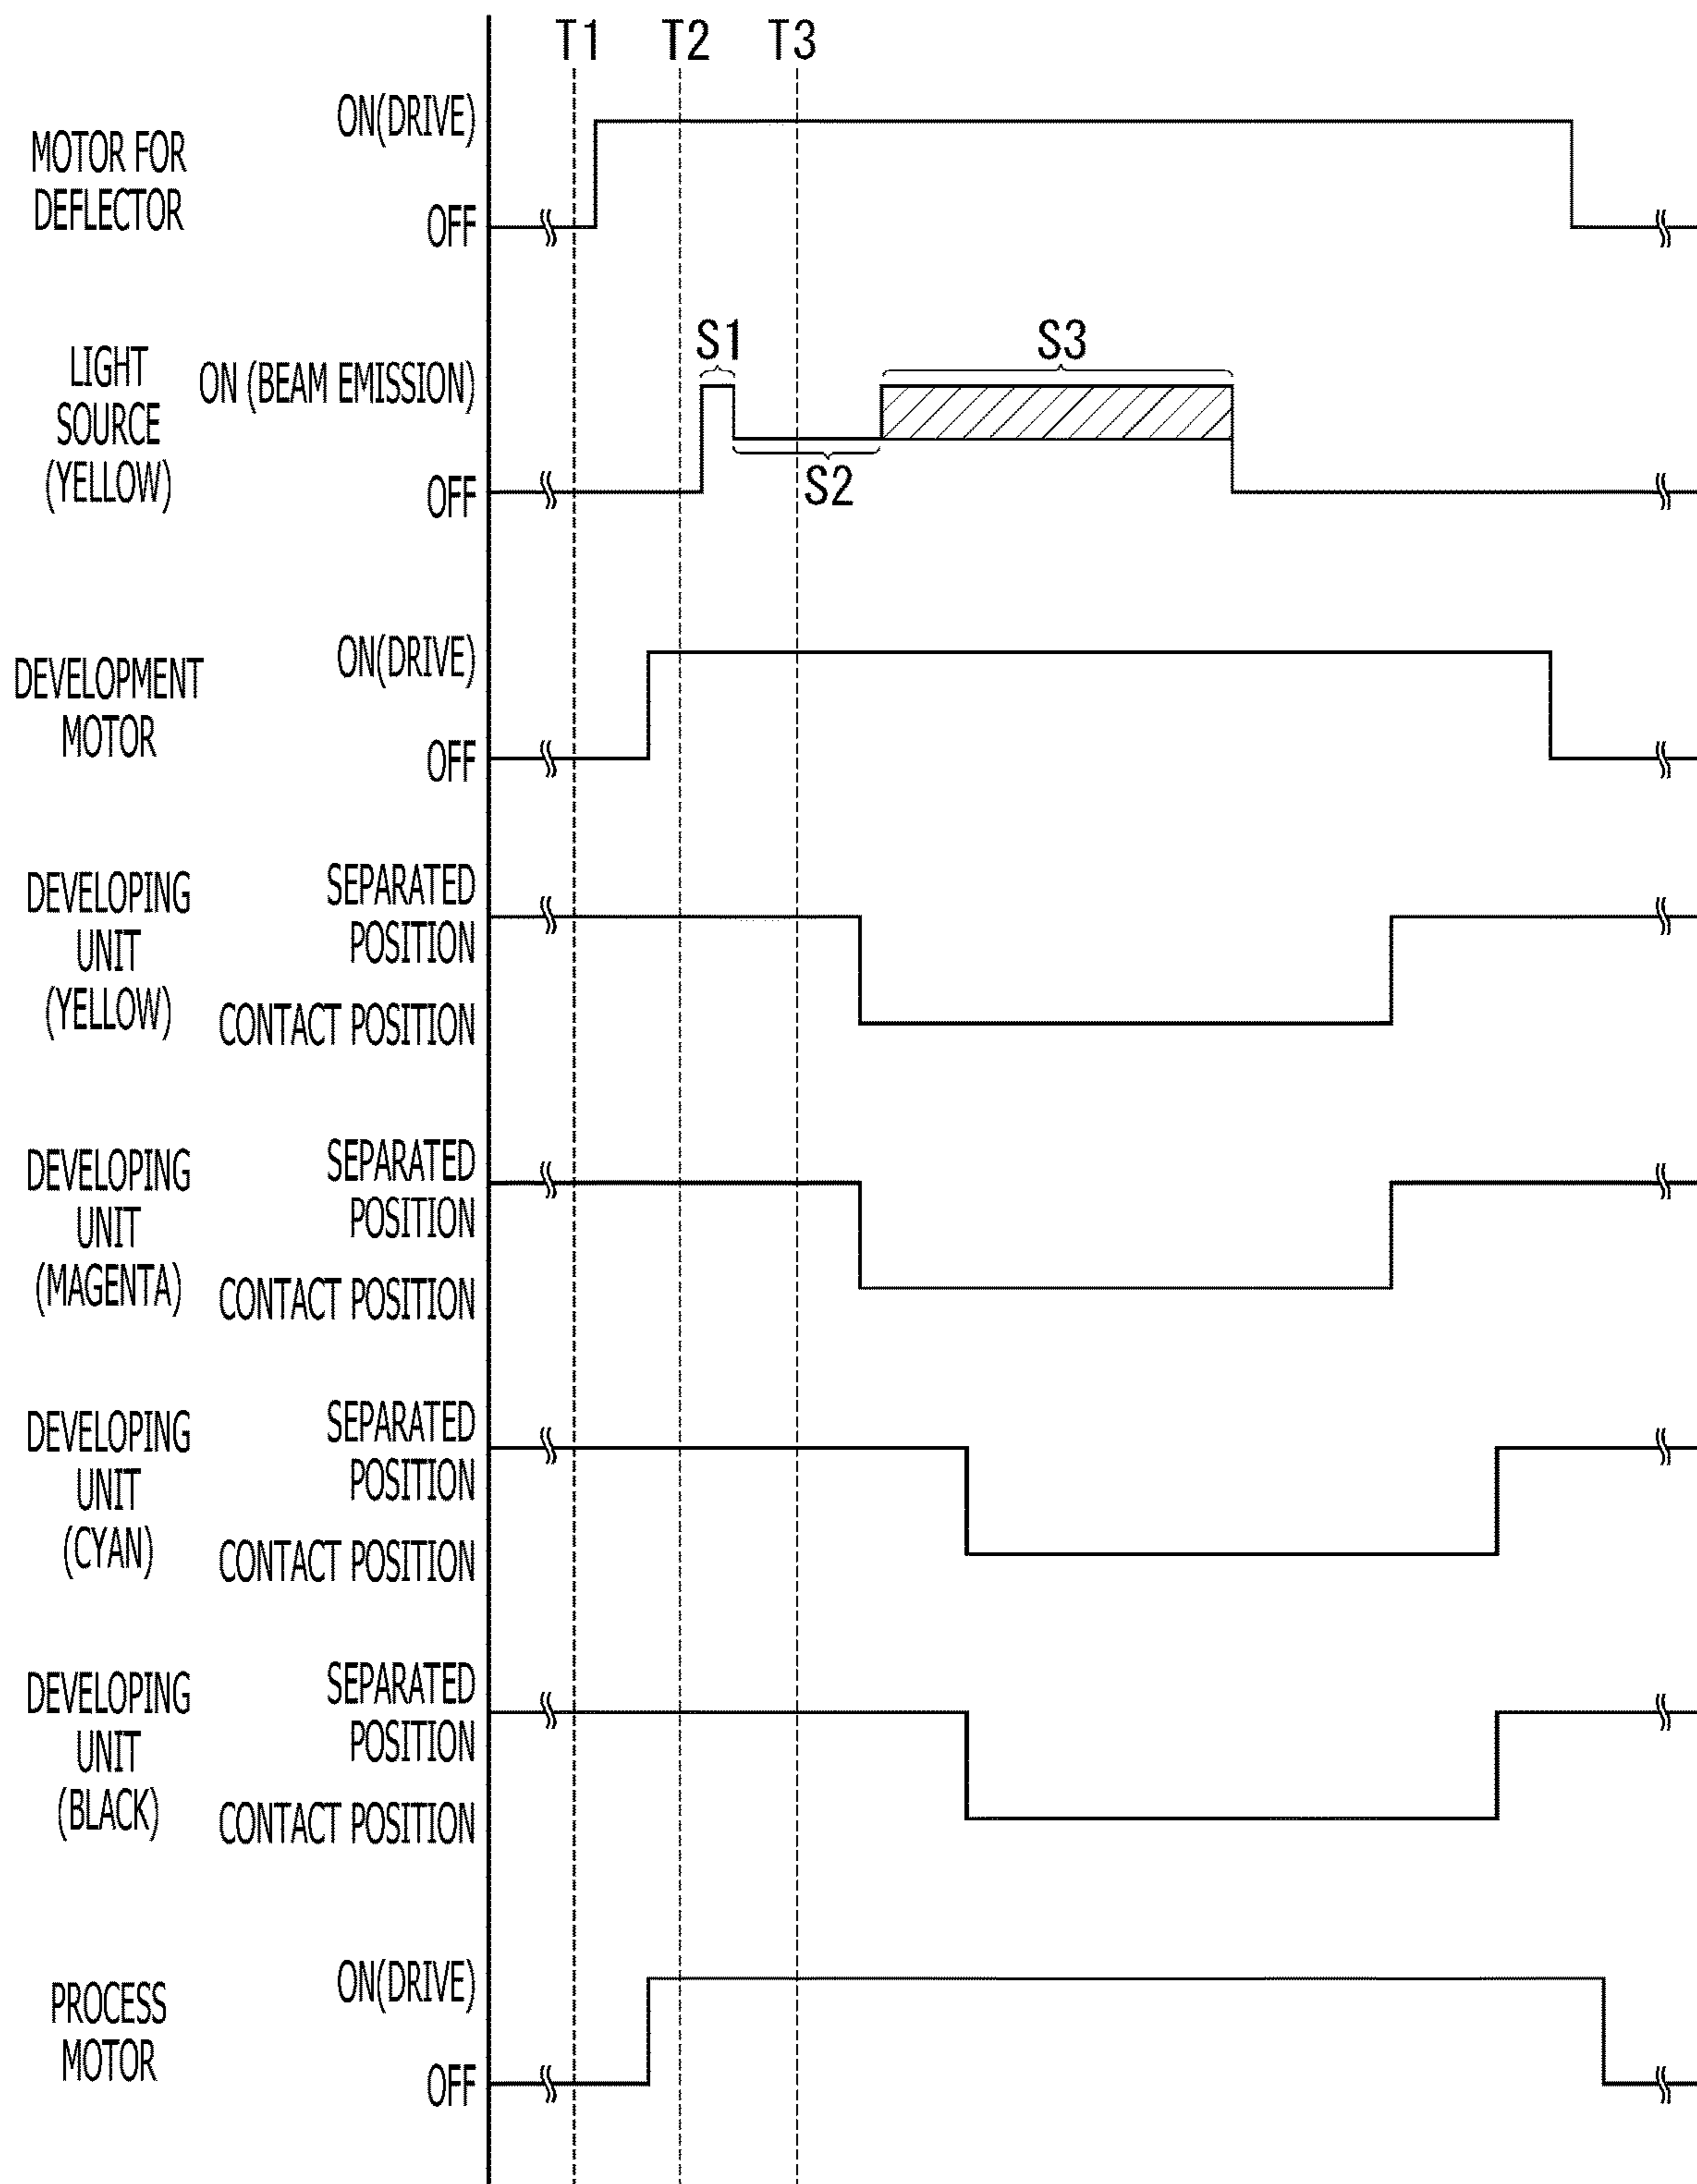 T1 T2 T3
MOTOR FOR
DEFLECTOR
ON(DRIVE)
OFF
LIGHT
SOURCE
(YELLOW)
ON (BEAM EMISSION)
OFF
S1
S2
S3
DEVELOPMENT
MOTOR
ON(DRIVE)
OFF
DEVELOPING
UNIT
(YELLOW)
SEPARATED
POSITION
CONTACT POSITION
DEVELOPING
UNIT
(MAGENTA)
SEPARATED
POSITION
CONTACT POSITION
DEVELOPING
UNIT
(CYAN)
SEPARATED
POSITION
CONTACT POSITION
DEVELOPING
UNIT
(BLACK)
SEPARATED
POSITION
CONTACT POSITION
PROCESS
MOTOR
ON(DRIVE)
OFF